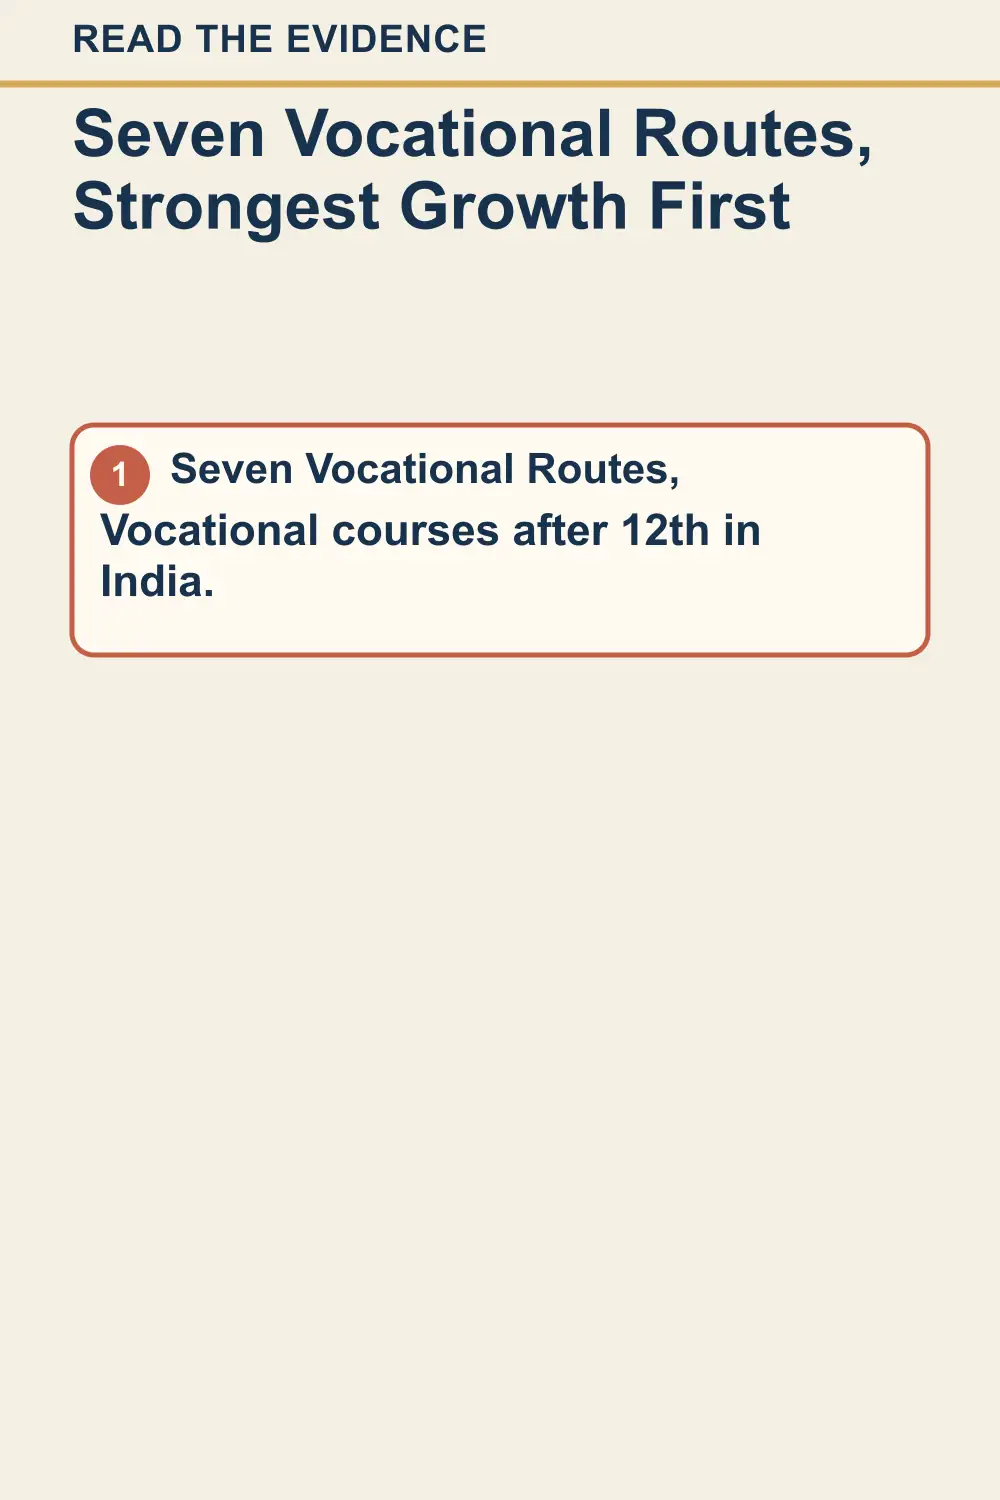 READ THE EVIDENCE
Seven Vocational Routes,
Strongest Growth First
1 Seven Vocational Routes,
Vocational courses after 12th in
India.